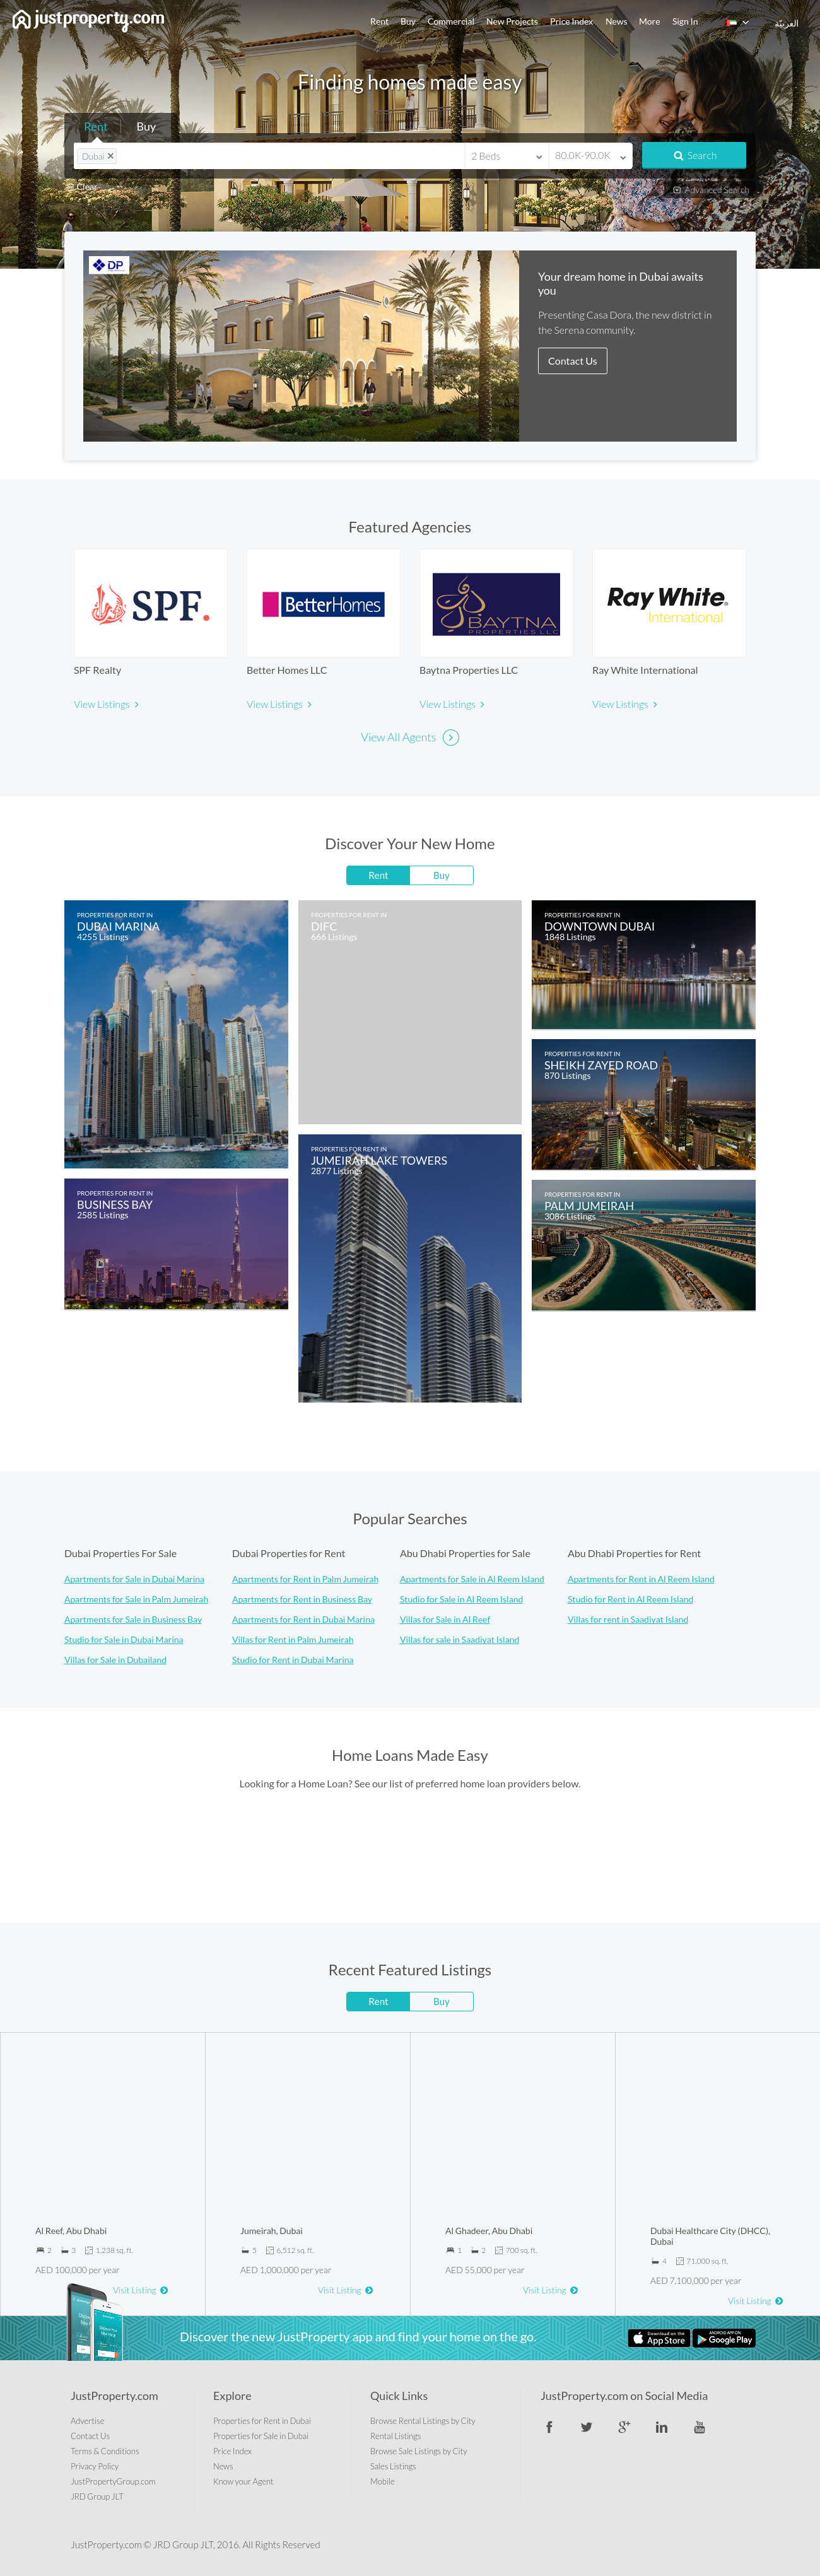 justproperty.com
Rent Buy Commercial New Projects Price Index News More Sign In العربيّة
Finding homes made easy
Rent Buy
Dubai 2 Beds 80.0K-90.0K Search
Clear Advanced Search
DP
Your dream home in Dubai awaits
you
Presenting Casa Dora, the new district in
the Serena community.
Contact Us
Featured Agencies
SPF.
BetterHomes
BAYTNA
PROPERTIES LLC
Ray White
International
SPF Realty
Better Homes LLC
Baytna Properties LLC
Ray White International
View Listings
View Listings
View Listings
View Listings
View All Agents
Discover Your New Home
Rent Buy
PROPERTIES FOR RENT IN
DUBAI MARINA
4255 Listings
PROPERTIES FOR RENT IN
BUSINESS BAY
2585 Listings
PROPERTIES FOR RENT IN
DIFC
666 Listings
PROPERTIES FOR RENT IN
JUMEIRAH LAKE TOWERS
2877 Listings
PROPERTIES FOR RENT IN
DOWNTOWN DUBAI
1848 Listings
PROPERTIES FOR RENT IN
SHEIKH ZAYED ROAD
870 Listings
PROPERTIES FOR RENT IN
PALM JUMEIRAH
3086 Listings
Popular Searches
Dubai Properties For Sale
Apartments for Sale in Dubai Marina
Apartments for Sale in Palm Jumeirah
Apartments for Sale in Business Bay
Studio for Sale in Dubai Marina
Villas for Sale in Dubailand
Dubai Properties for Rent
Apartments for Rent in Palm Jumeirah
Apartments for Rent in Business Bay
Apartments for Rent in Dubai Marina
Villas for Rent in Palm Jumeirah
Studio for Rent in Dubai Marina
Abu Dhabi Properties for Sale
Apartments for Sale in Al Reem Island
Studio for Sale in Al Reem Island
Villas for Sale in Al Reef
Villas for sale in Saadiyat Island
Abu Dhabi Properties for Rent
Apartments for Rent in Al Reem Island
Studio for Rent in Al Reem Island
Villas for rent in Saadiyat Island
Home Loans Made Easy
Looking for a Home Loan? See our list of preferred home loan providers below.
Recent Featured Listings
Rent Buy
Al Reef, Abu Dhabi
2 3 1,238 sq. ft.
AED 100,000 per year
Visit Listing
Jumeirah, Dubai
5 6,512 sq. ft.
AED 1,000,000 per year
Visit Listing
Al Ghadeer, Abu Dhabi
1 2 700 sq. ft.
AED 55,000 per year
Visit Listing
Dubai Healthcare City (DHCC),
Dubai
4 71,000 sq. ft.
AED 7,100,000 per year
Visit Listing
Discover the new JustProperty app and find your home on the go.
Download on the
App Store
ANDROID APP ON
Google Play
JustProperty.com
Advertise
Contact Us
Terms & Conditions
Privacy Policy
JustPropertyGroup.com
JRD Group JLT
Explore
Properties for Rent in Dubai
Properties for Sale in Dubai
Price Index
News
Know your Agent
Quick Links
Browse Rental Listings by City
Rental Listings
Browse Sale Listings by City
Sales Listings
Mobile
JustProperty.com on Social Media
JustProperty.com © JRD Group JLT, 2016. All Rights Reserved